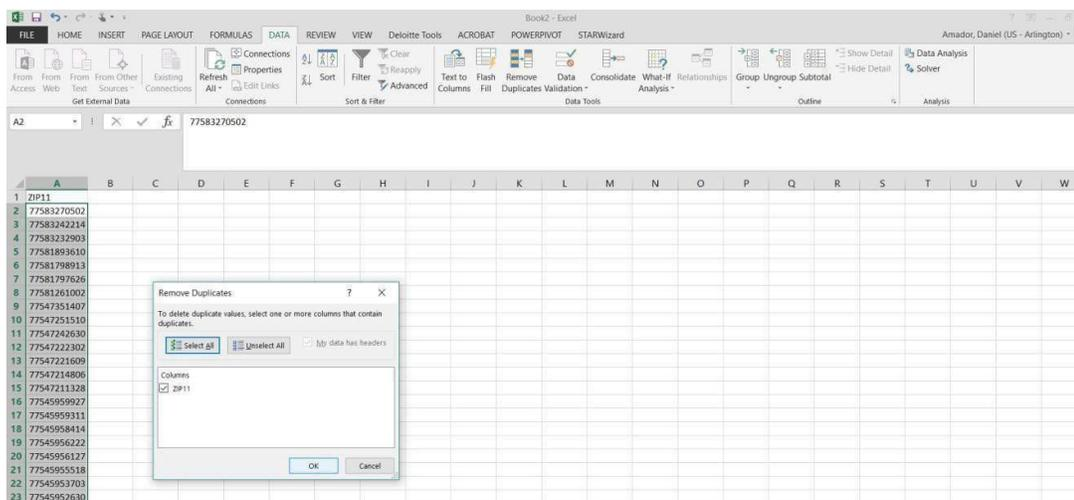 Book2 - Excel
FILE HOME INSERT PAGE LAYOUT FORMULAS DATA REVIEW VIEW Deloitte Tools ACROBAT POWERPIVOT STARWizard Amador, Daniel (US - Arlington)
Connections Clear Show Detail Data Analysis
Properties Reapply Hide Detail Solver
Edit Links Advanced
From Access From Web From Text From Other Sources Existing Connections Refresh All Sort Filter Text to Columns Flash Fill Remove Duplicates Data Validation Consolidate What-If Analysis Relationships Group Ungroup Subtotal
Get External Data Connections Sort & Filter Data Tools Outline Analysis
A2 fx 77583270502
A B C D E F G H I J K L M N O P Q R S T U V W
1 ZIP11
2 77583270502
3 77583242214
4 77583232903
5 77581893610
6 77581798913
7 77581797626
8 77581261002
9 77547351407
10 77547251510
11 77547242630
12 77547222302
13 77547221609
14 77547214806
15 77547211328
16 77545959927
17 77545959311
18 77545958414
19 77545956222
20 77545956127
21 77545955518
22 77545953703
23 77545952630
Remove Duplicates ? X
To delete duplicate values, select one or more columns that contain
duplicates.
Select All Unselect All My data has headers
Columns
ZIP11
OK Cancel